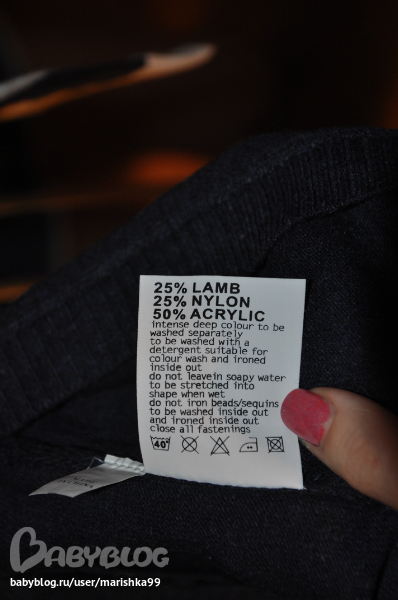 25% LAMB
25% NYLON
50% ACRYLIC
intense deep colour to be
washed separately
to be washed with a
detergent suitable for
colour wash and ironed
inside out
do not leavein soapy water
to be stretched into
shape when wet
do not iron beads/sequins
to be washed inside out
and ironed inside out
close all fastenings
40°
BABYBLOG
babyblog.ru/user/marishka99